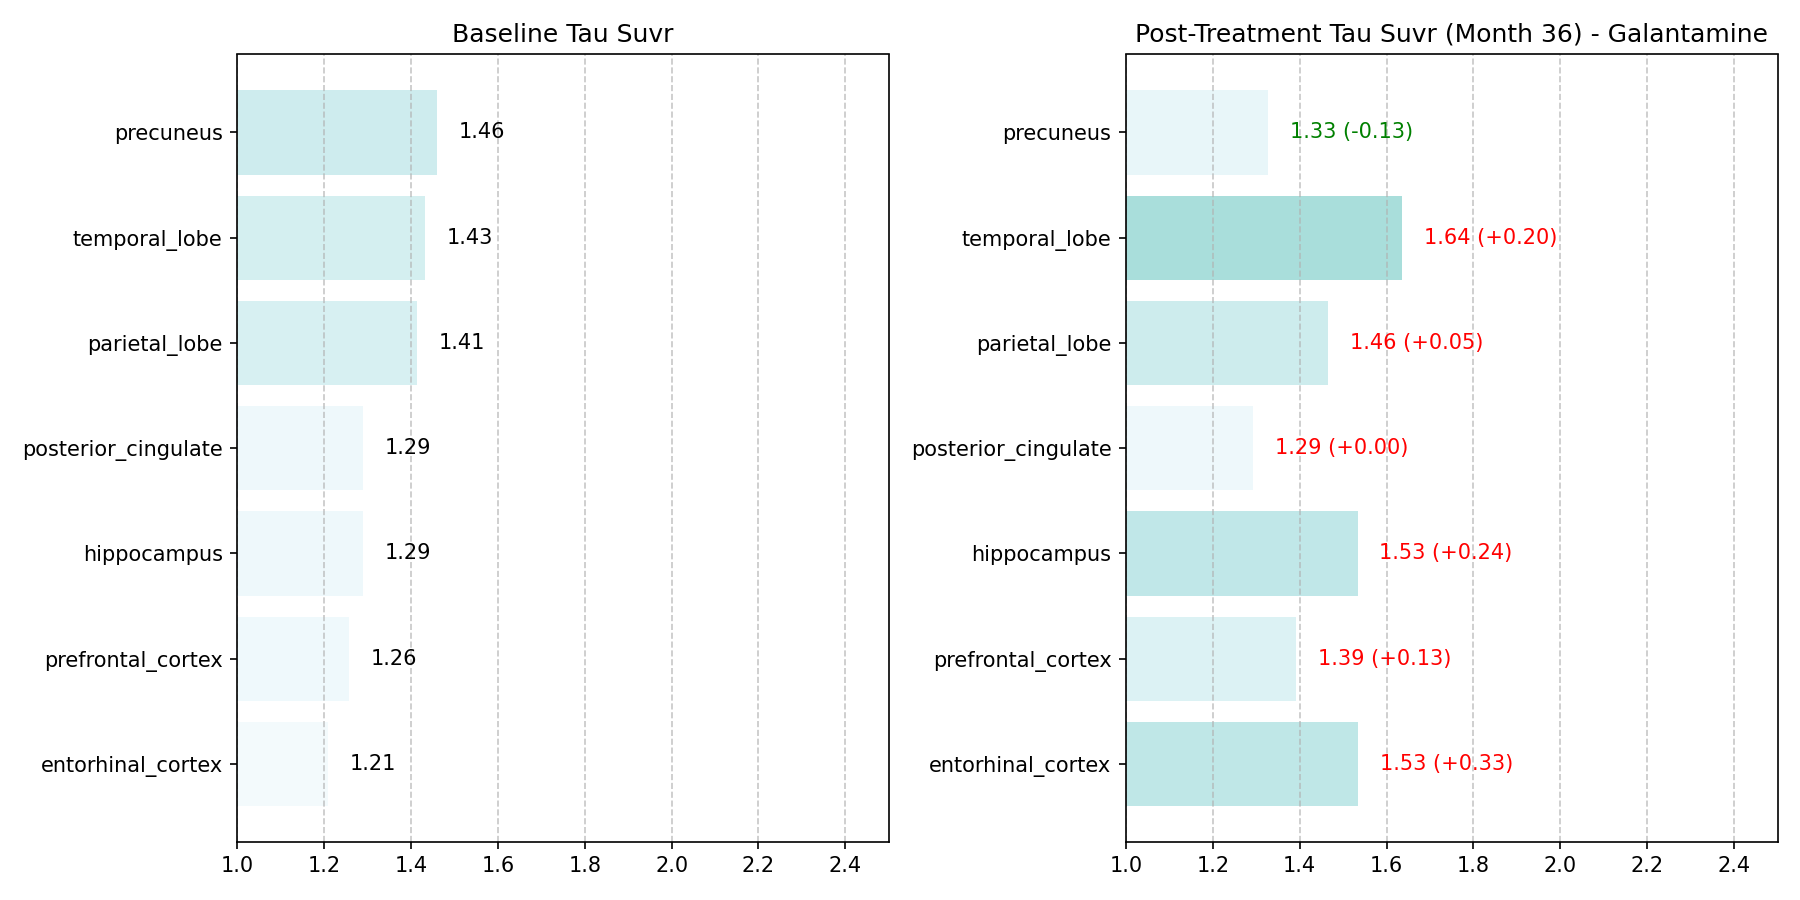 Baseline Tau Suvr
precuneus
1.46
temporal_lobe
1.43
parietal_lobe
1.41
posterior_cingulate
1.29
hippocampus
1.29
prefrontal_cortex
1.26
entorhinal_cortex
1.21
1.0 1.2 1.4 1.6 1.8 2.0 2.2 2.4
Post-Treatment Tau Suvr (Month 36) - Galantamine
precuneus
1.33 (-0.13)
temporal_lobe
1.64 (+0.20)
parietal_lobe
1.46 (+0.05)
posterior_cingulate
1.29 (+0.00)
hippocampus
1.53 (+0.24)
prefrontal_cortex
1.39 (+0.13)
entorhinal_cortex
1.53 (+0.33)
1.0 1.2 1.4 1.6 1.8 2.0 2.2 2.4